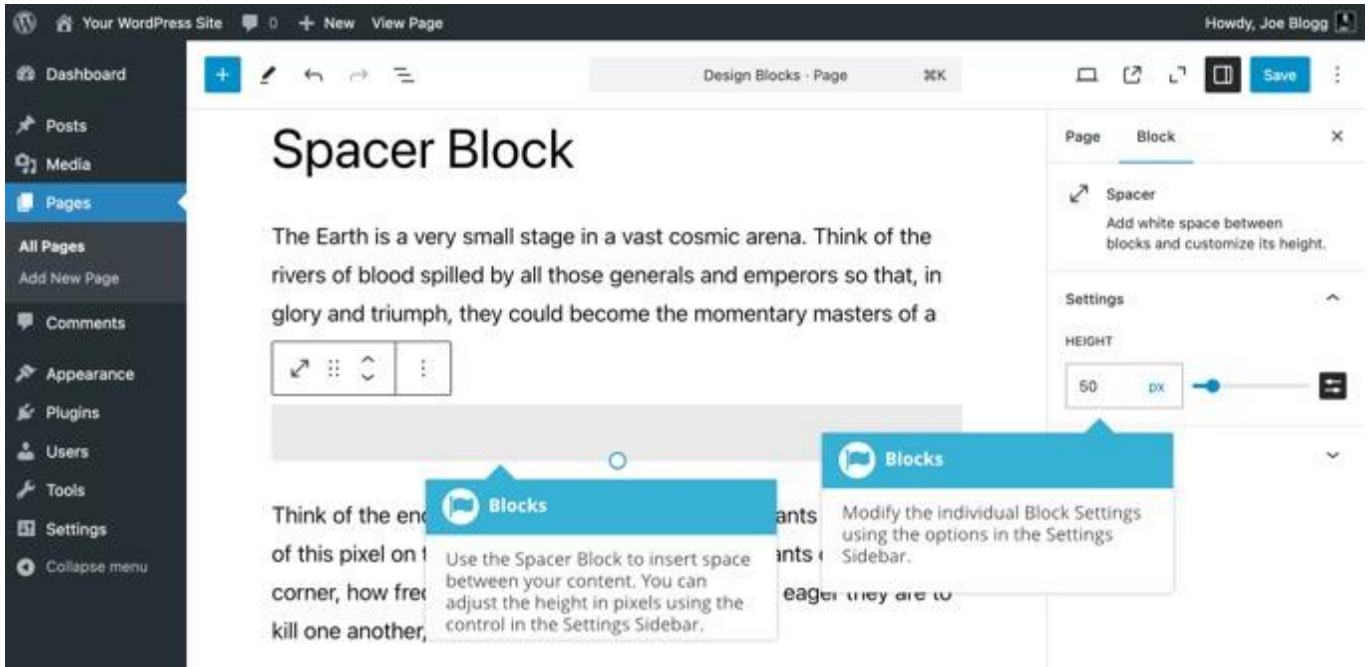 Your WordPress Site 0 + New View Page Howdy, Joe Blogg
Dashboard
Posts
Media
Pages
All Pages
Add New Page
Comments
Appearance
Plugins
Users
Tools
Settings
Collapse menu
Design Blocks · Page ⌘K
Save
Spacer Block
The Earth is a very small stage in a vast cosmic arena. Think of the
rivers of blood spilled by all those generals and emperors so that, in
glory and triumph, they could become the momentary masters of a
Think of the
of this pixel on
corner, how
kill one another,
eager they are to
Blocks
Use the Spacer Block to insert space
between your content. You can
adjust the height in pixels using the
control in the Settings Sidebar.
Page Block
Spacer
Add white space between
blocks and customize its height.
Settings
HEIGHT
50 px
Blocks
Modify the individual Block Settings
using the options in the Settings
Sidebar.